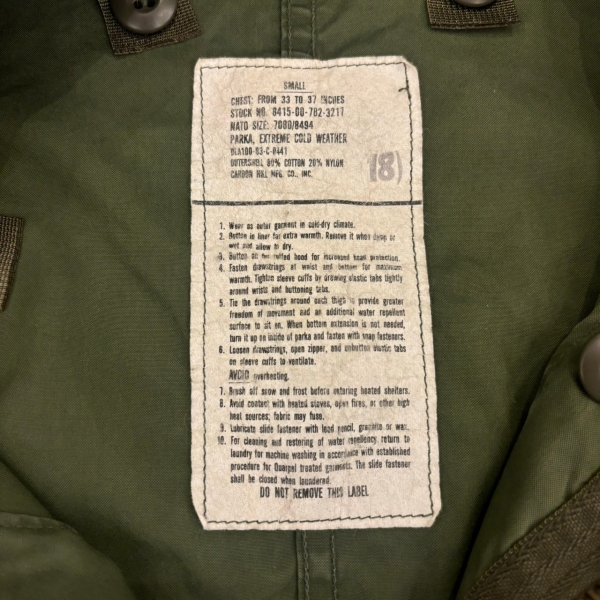 SMALL
CHEST: FROM 33 TO 37 INCHES
STOCK NO. 8415-00-782-3217
NATO SIZE: 7080/8494
PARKA, EXTREME COLD WEATHER
DLA100-83-C-0441
OUTERSHELL 80% COTTON 20% NYLON
CARBON HILL MFG. CO., INC.
(8)
1. Wear as outer garment in cold-dry climate.
2. Button in liner for extra warmth. Remove it when damp or
wet and allow to dry.
3. Button on fur ruffed hood for increased head protection.
4. Fasten drawstrings at waist and bottom for maximum
warmth. Tighten sleeve cuffs by drawing elastic tabs tightly
around wrists and buttoning tabs.
5. Tie the drawstrings around each thigh to provide greater
freedom of movement and an additional water repellent
surface to sit on. When bottom extension is not needed,
turn it up on inside of parka and fasten with snap fasteners.
6. Loosen drawstrings, open zipper, and unbutton elastic tabs
on sleeve cuffs to ventilate.
AVOID overheating.
7. Brush off snow and frost before entering heated shelters.
8. Avoid contact with heated stoves, open fires, or other high
heat sources; fabric may fuse.
9. Lubricate slide fastener with lead pencil, graphite or wax.
10. For cleaning and restoring of water repellency, return to
laundry for machine washing in accordance with established
procedure for Quarpel treated garments. The slide fastener
shall be closed when laundered.
DO NOT REMOVE THIS LABEL